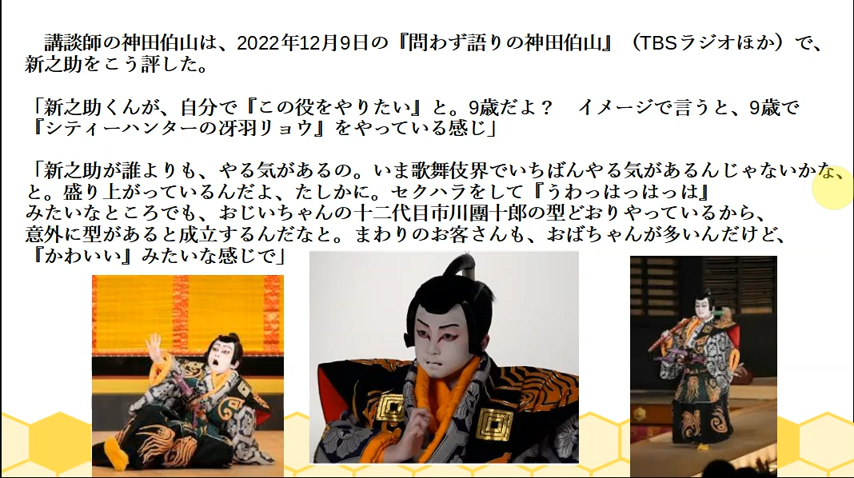 講談師の神田伯山は、2022年12月9日の『問わず語りの神田伯山』（TBSラジオほか）で、
新之助をこう評した。
「新之助くんが、自分で『この役をやりたい』と。9歳だよ？　イメージで言うと、9歳で
『シティーハンターの冴羽リョウ』をやっている感じ」
「新之助が誰よりも、やる気があるの。いま歌舞伎界でいちばんやる気があるんじゃないかな、
と。盛り上がっているんだよ、たしかに。セクハラをして『うわっはっはっは』
みたいなところでも、おじいちゃんの十二代目市川團十郎の型どおりやっているから、
意外に型があると成立するんだなと。まわりのお客さんも、おばちゃんが多いんだけど、
『かわいい』みたいな感じで」